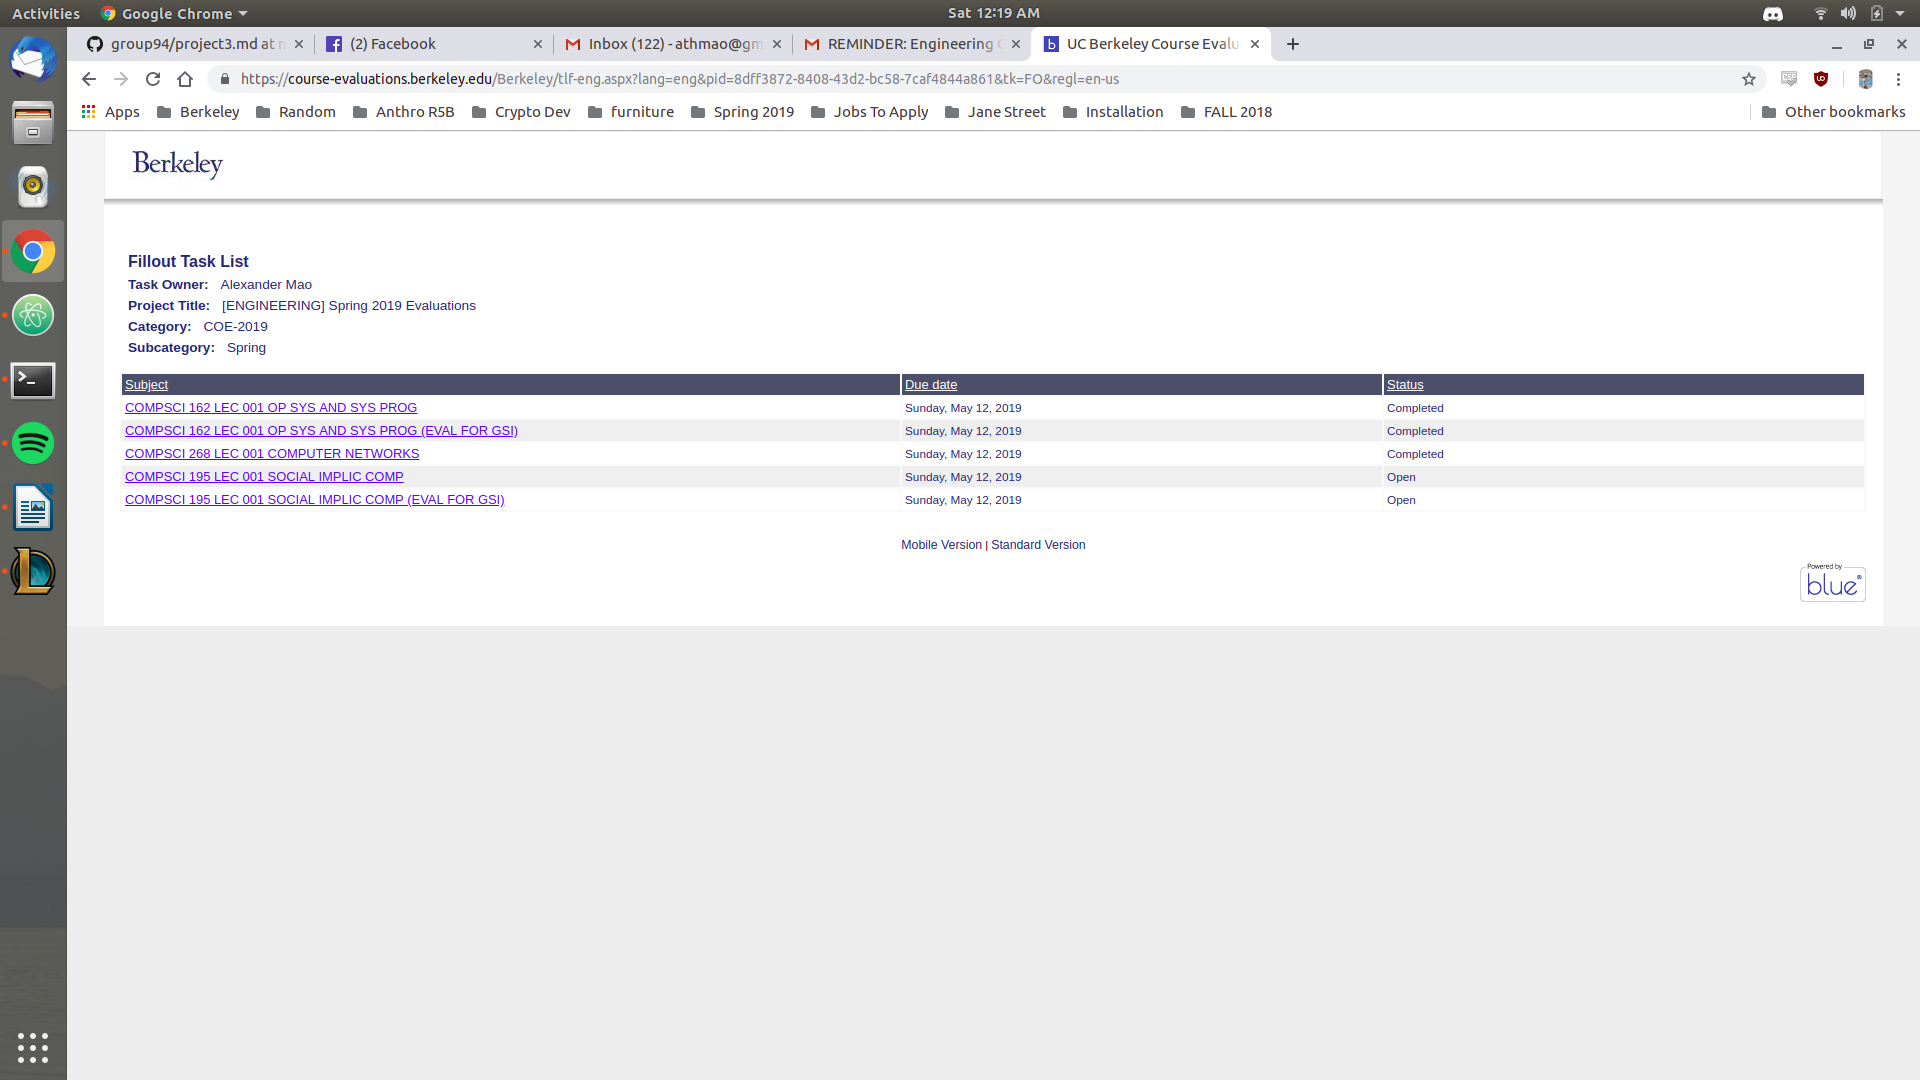 Activities Google Chrome Sat 12:19 AM
group94/project3.md at (2) Facebook Inbox (122) - athmao@gm REMINDER: Engineering UC Berkeley Course Evalu
https://course-evaluations.berkeley.edu/Berkeley/tlf-eng.aspx?lang=eng&pid=8dff3872-8408-43d2-bc58-7caf4844a861&tk=FO&regl=en-us
Apps Berkeley Random Anthro R5B Crypto Dev furniture Spring 2019 Jobs To Apply Jane Street Installation FALL 2018 Other bookmarks
Berkeley
Fillout Task List
Task Owner: Alexander Mao
Project Title: [ENGINEERING] Spring 2019 Evaluations
Category: COE-2019
Subcategory: Spring
Subject Due date Status
COMPSCI 162 LEC 001 OP SYS AND SYS PROG Sunday, May 12, 2019 Completed
COMPSCI 162 LEC 001 OP SYS AND SYS PROG (EVAL FOR GSI) Sunday, May 12, 2019 Completed
COMPSCI 268 LEC 001 COMPUTER NETWORKS Sunday, May 12, 2019 Completed
COMPSCI 195 LEC 001 SOCIAL IMPLIC COMP Sunday, May 12, 2019 Open
COMPSCI 195 LEC 001 SOCIAL IMPLIC COMP (EVAL FOR GSI) Sunday, May 12, 2019 Open
Mobile Version | Standard Version
Powered by
blue®